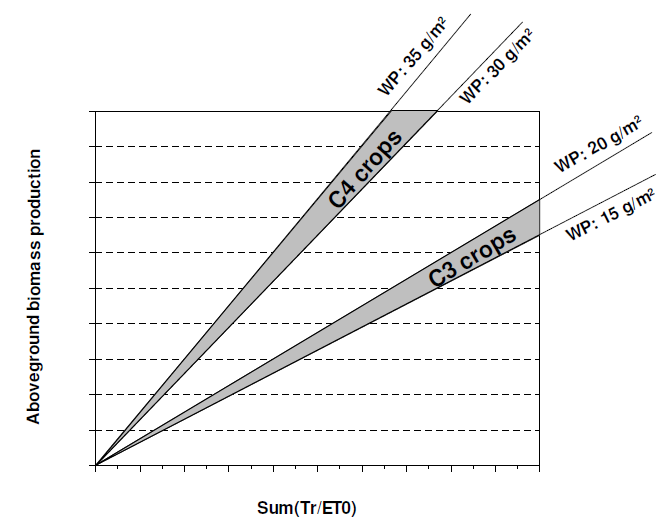 WP: 35 g/m²
WP: 30 g/m²
WP: 20 g/m²
WP: 15 g/m²
C4 crops
C3 crops
Aboveground biomass production
Sum(Tr/ET0)